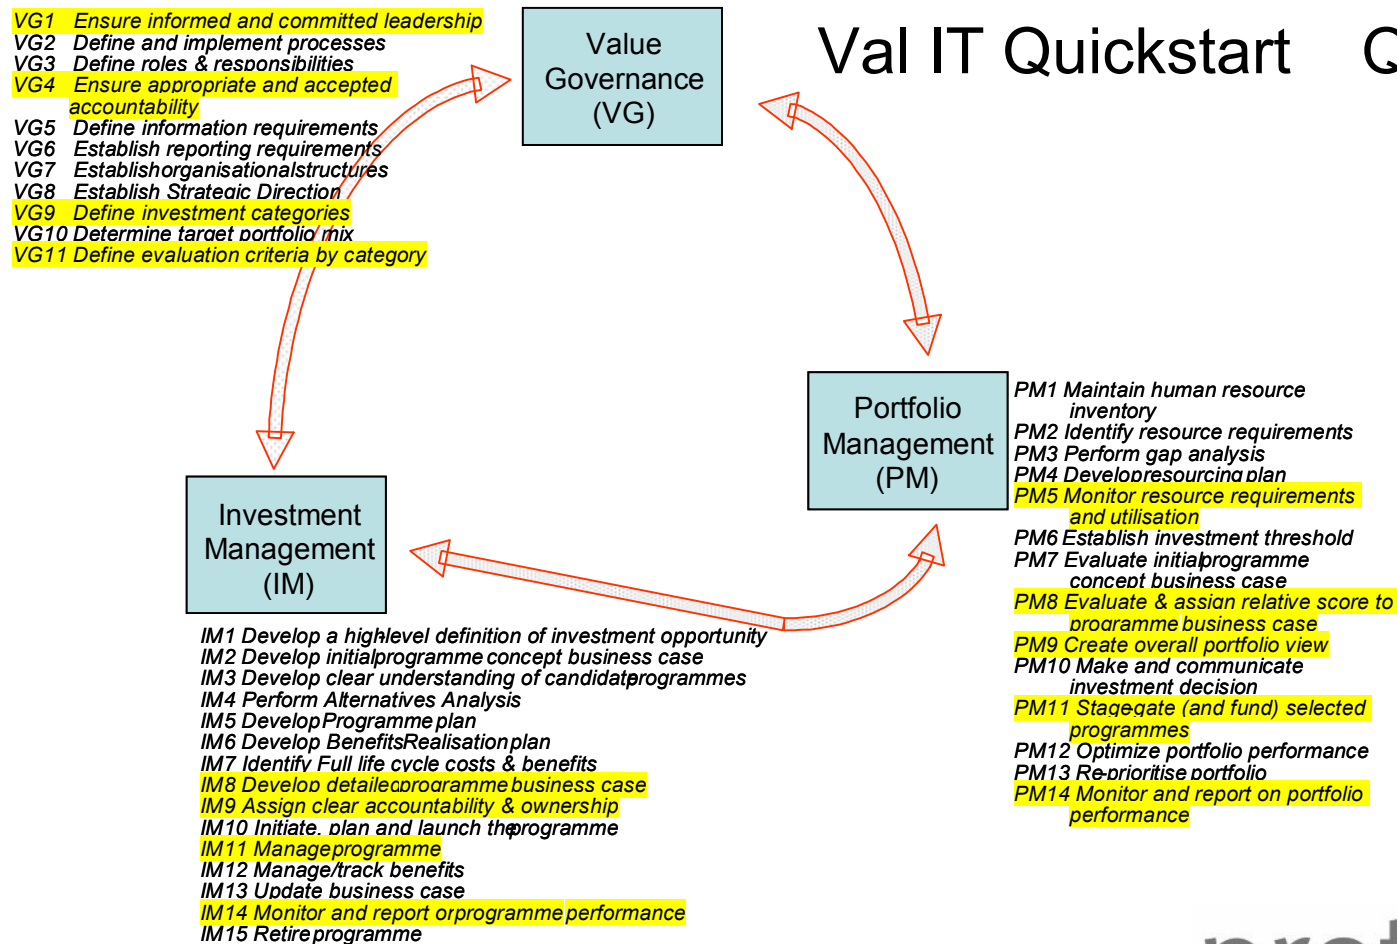 Val IT Quickstart Q
VG1 Ensure informed and committed leadership
VG2 Define and implement processes
VG3 Define roles & responsibilities
VG4 Ensure appropriate and accepted
accountability
VG5 Define information requirements
VG6 Establish reporting requirements
VG7 Establishorganisationalstructures
VG8 Establish Strategic Direction
VG9 Define investment categories
VG10 Determine target portfolio mix
VG11 Define evaluation criteria by category
Value
Governance
(VG)
Portfolio
Management
(PM)
PM1 Maintain human resource
inventory
PM2 Identify resource requirements
PM3 Perform gap analysis
PM4 Developresourcing plan
PM5 Monitor resource requirements
and utilisation
PM6 Establish investment threshold
PM7 Evaluate initialprogramme
concept business case
PM8 Evaluate & assign relative score to
programme business case
PM9 Create overall portfolio view
PM10 Make and communicate
investment decision
PM11 Stage-gate (and fund) selected
programmes
PM12 Optimize portfolio performance
PM13 Re-prioritise portfolio
PM14 Monitor and report on portfolio
performance
Investment
Management
(IM)
IM1 Develop a high-level definition of investment opportunity
IM2 Develop initialprogramme concept business case
IM3 Develop clear understanding of candidateprogrammes
IM4 Perform Alternatives Analysis
IM5 DevelopProgramme plan
IM6 Develop BenefitsRealisation plan
IM7 Identify Full life cycle costs & benefits
IM8 Develop detailedprogramme business case
IM9 Assign clear accountability & ownership
IM10 Initiate, plan and launch theprogramme
IM11 Manageprogramme
IM12 Manage/track benefits
IM13 Update business case
IM14 Monitor and report onprogramme performance
IM15 Retireprogramme